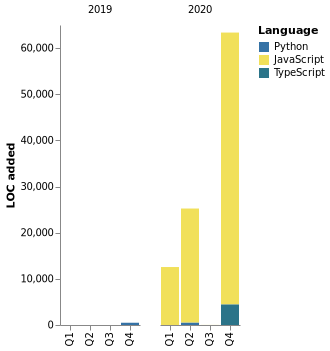 2019 2020
Language
Python
JavaScript
TypeScript
LOC added
60,000
50,000
40,000
30,000
20,000
10,000
0
Q1 Q2 Q3 Q4 Q1 Q2 Q3 Q4